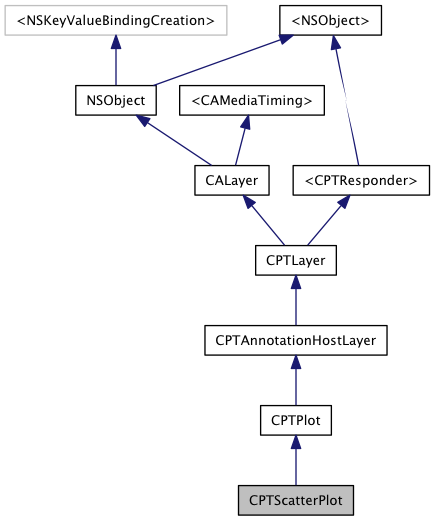 <NSKeyValueBindingCreation>
<NSObject>
NSObject
<CAMediaTiming>
CALayer
<CPTResponder>
CPTLayer
CPTAnnotationHostLayer
CPTPlot
CPTScatterPlot